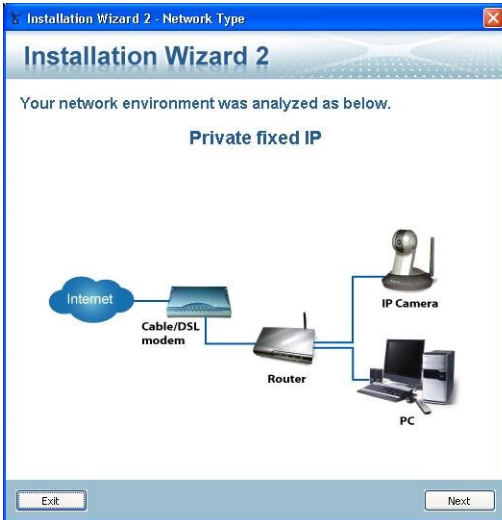 Installation Wizard 2 - Network Type
Installation Wizard 2
Your network environment was analyzed as below.
Private fixed IP
Internet
Cable/DSL
modem
Router
IP Camera
PC
Exit
Next